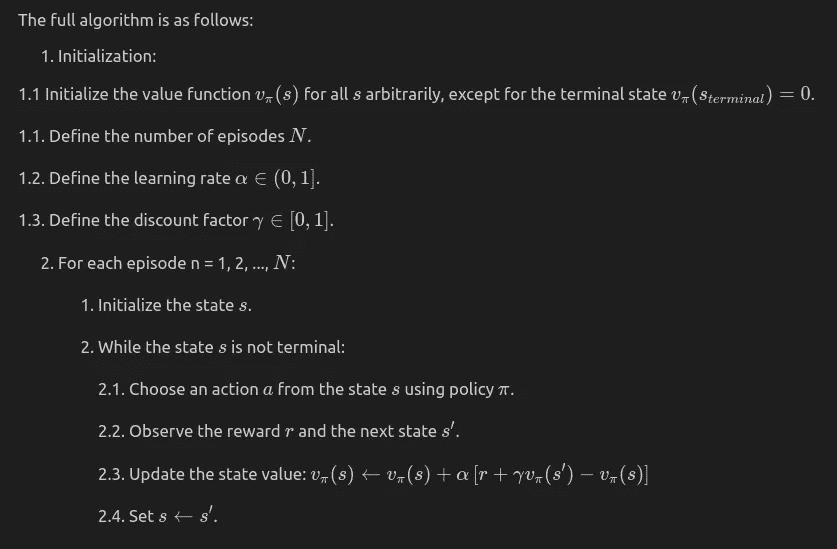 The full algorithm is as follows:
1. Initialization:
1.1 Initialize the value function $v_\pi(s)$ for all $s$ arbitrarily, except for the terminal state $v_\pi(s_{terminal}) = 0$.
1.1. Define the number of episodes $N$.
1.2. Define the learning rate $\alpha \in (0, 1]$.
1.3. Define the discount factor $\gamma \in [0, 1]$.
2. For each episode n = 1, 2, ..., $N$:
1. Initialize the state $s$.
2. While the state $s$ is not terminal:
2.1. Choose an action $a$ from the state $s$ using policy $\pi$.
2.2. Observe the reward $r$ and the next state $s'$.
2.3. Update the state value: $v_\pi(s) \leftarrow v_\pi(s) + \alpha \left[ r + \gamma v_\pi(s') - v_\pi(s) \right]$
2.4. Set $s \leftarrow s'$.